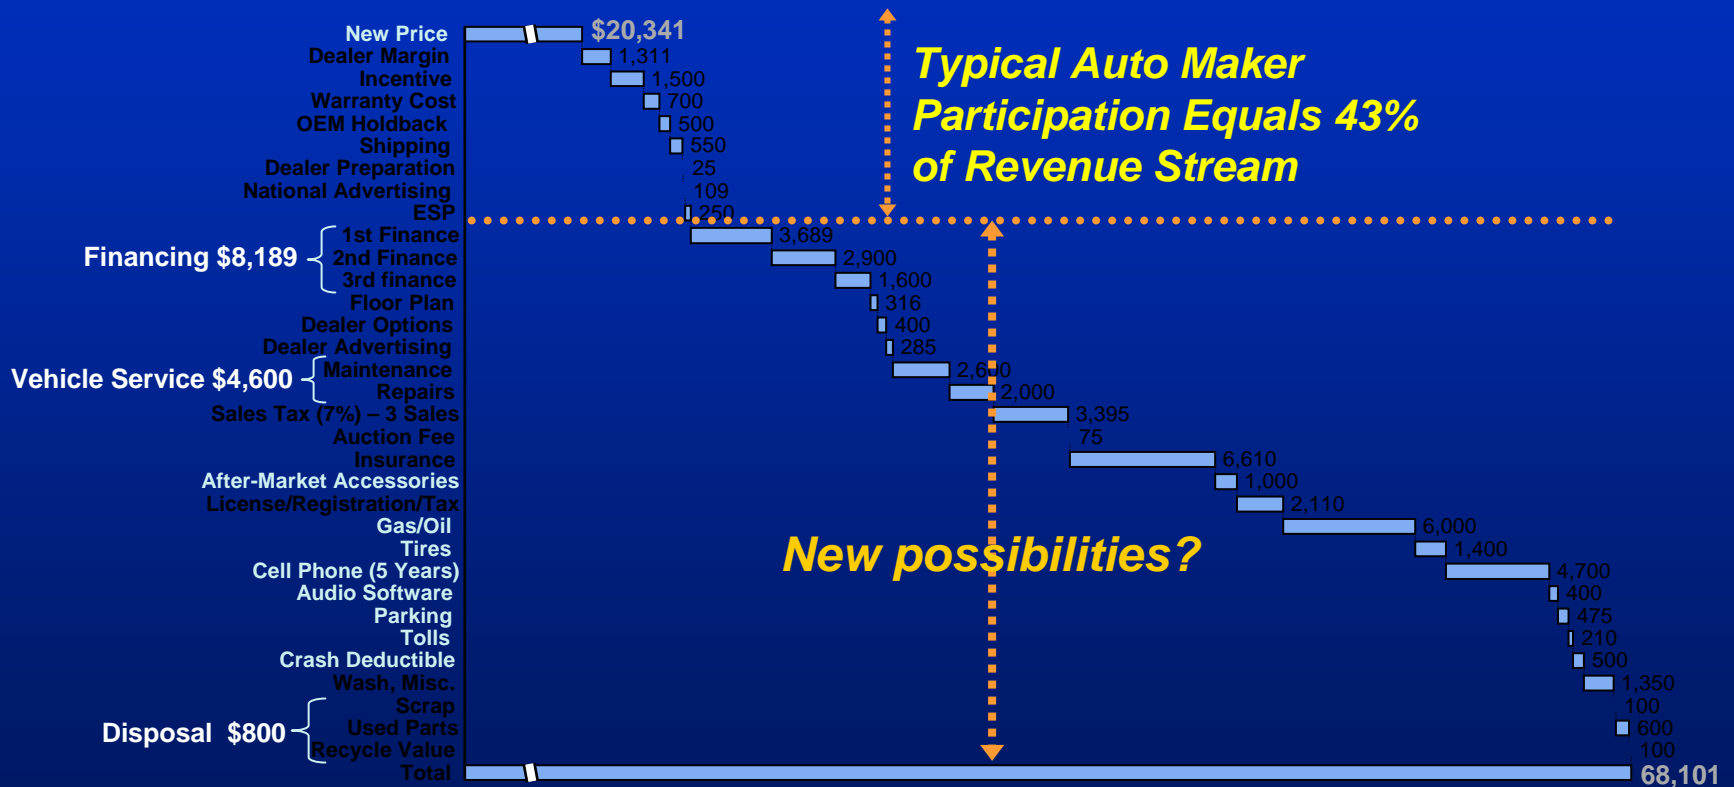 New Price $20,341
Dealer Margin 1,311
Incentive 1,500
Warranty Cost 700
OEM Holdback 500
Shipping 550
Dealer Preparation 25
National Advertising 109
ESP 250
Typical Auto Maker
Participation Equals 43%
of Revenue Stream
Financing $8,189
1st Finance 3,689
2nd Finance 2,900
3rd finance 1,600
Floor Plan 316
Dealer Options 400
Dealer Advertising 285
Vehicle Service $4,600
Maintenance 2,600
Repairs 2,000
Sales Tax (7%) – 3 Sales 3,395
Auction Fee 75
Insurance 6,610
After-Market Accessories 1,000
License/Registration/Tax 2,110
Gas/Oil 6,000
Tires 1,400
New possibilities?
Cell Phone (5 Years) 4,700
Audio Software 400
Parking 475
Tolls 210
Crash Deductible 500
Wash, Misc. 1,350
Disposal $800
Scrap 100
Used Parts 600
Recycle Value 100
Total 68,101